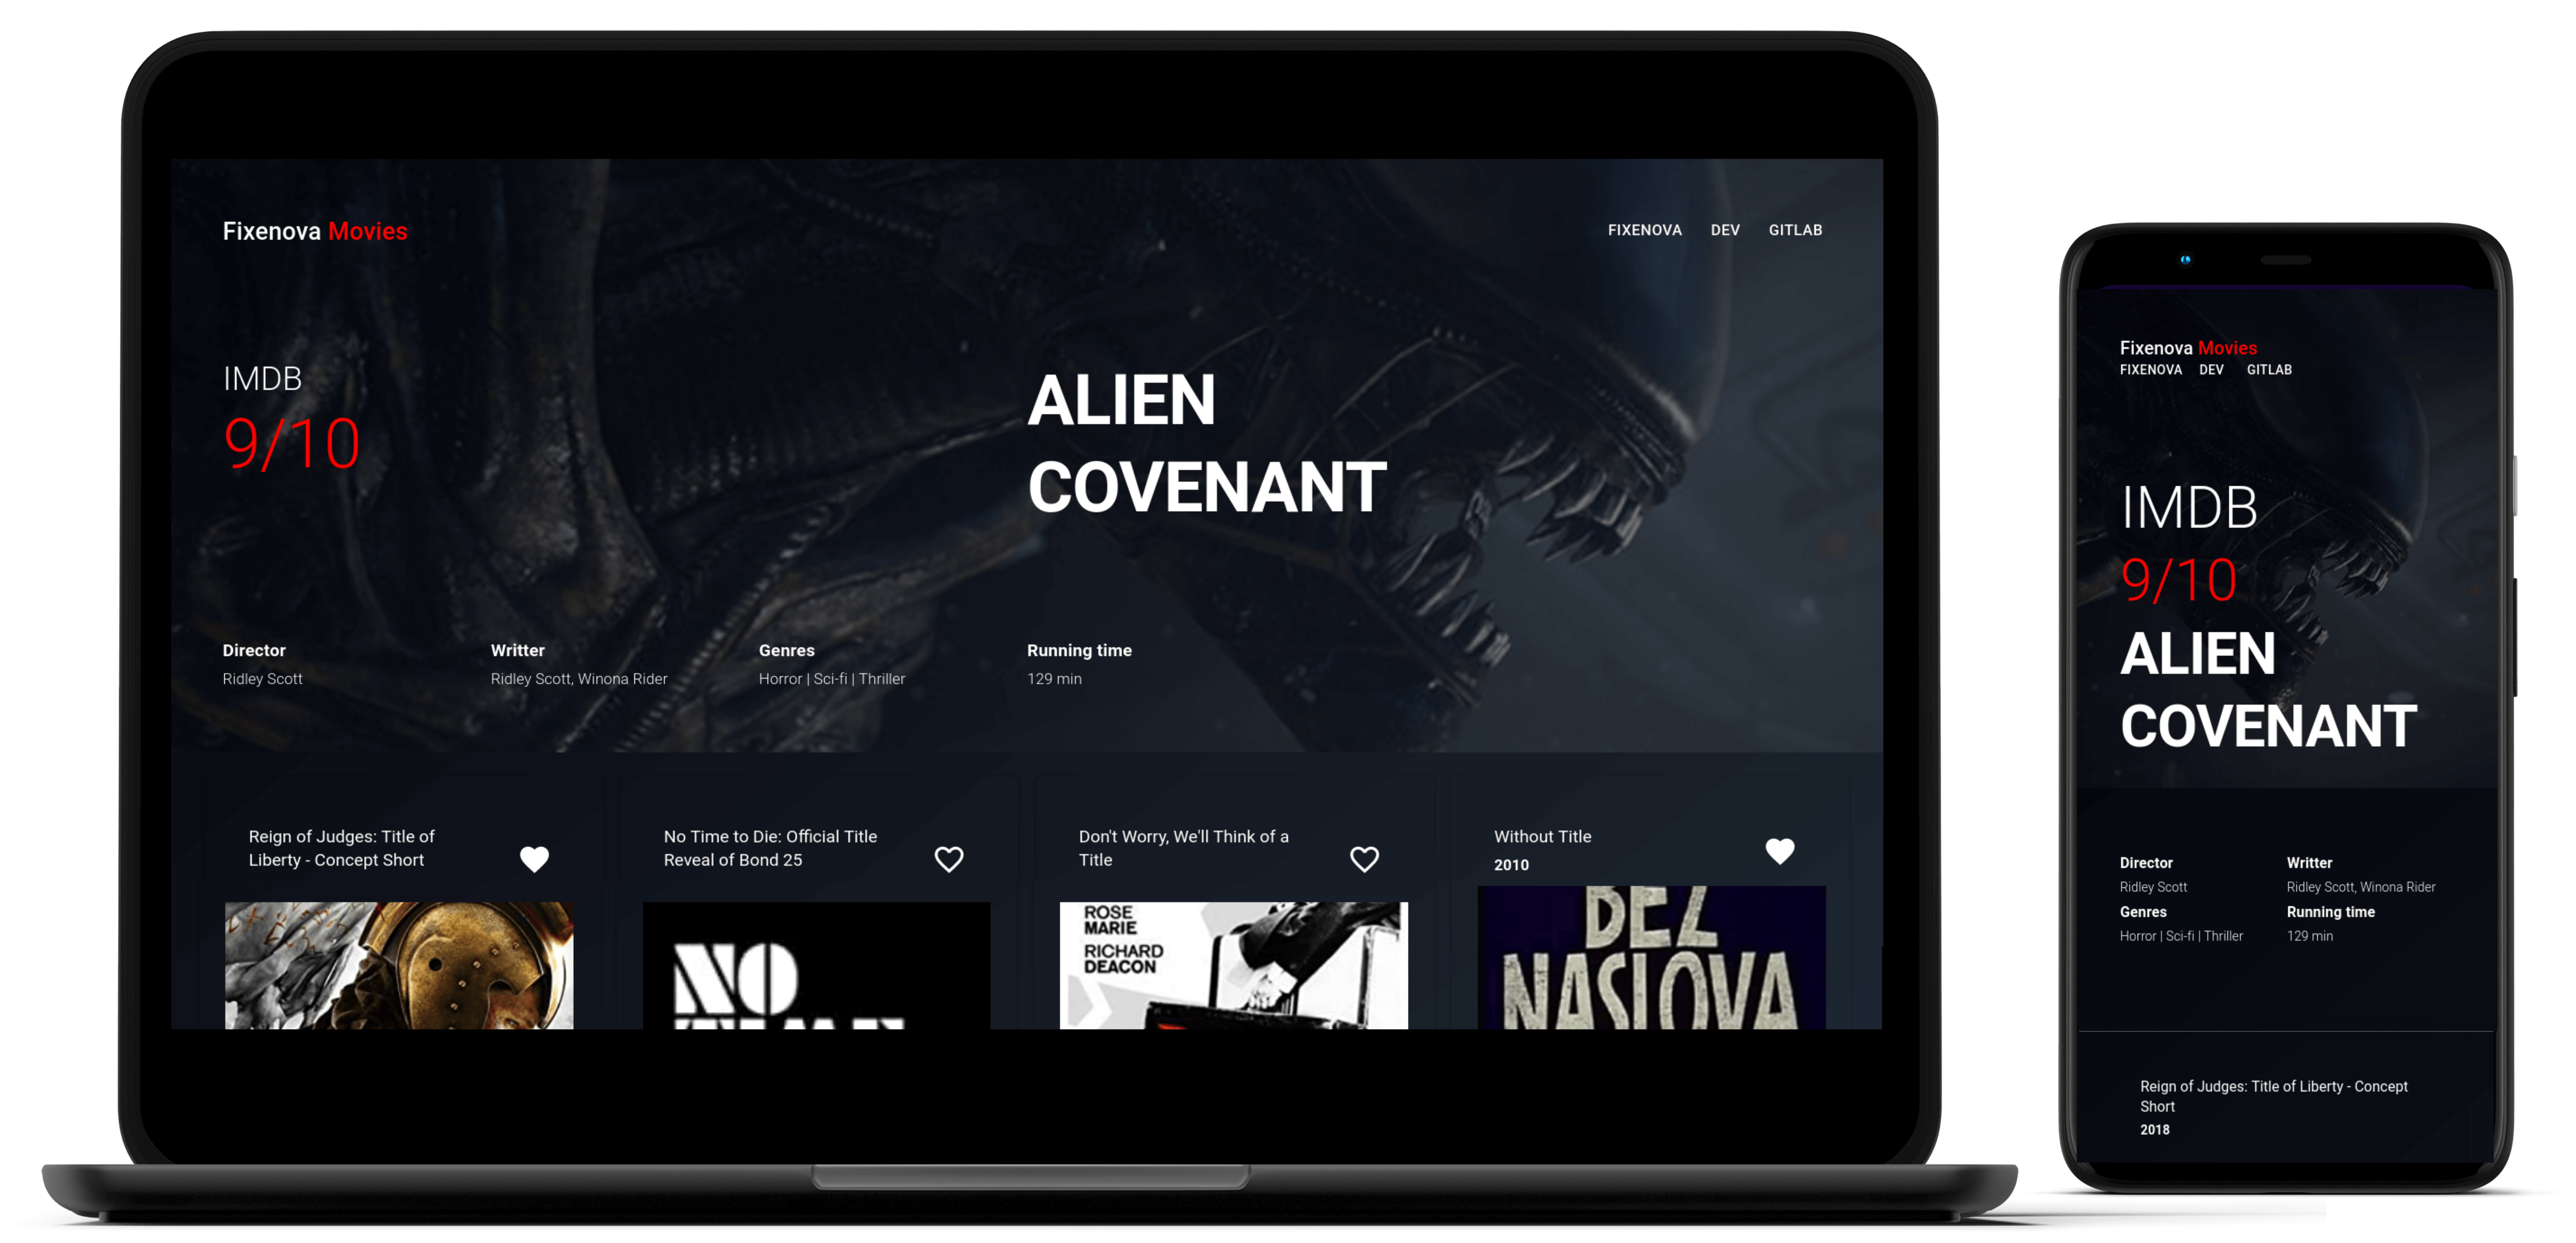 Fixenova Movies
FIXENOVA DEV GITLAB
IMDB
9/10
ALIEN
COVENANT
Director
Ridley Scott
Writter
Ridley Scott, Winona Rider
Genres
Horror | Sci-fi | Thriller
Running time
129 min
Reign of Judges: Title of
Liberty - Concept Short
No Time to Die: Official Title
Reveal of Bond 25
NO
Don't Worry, We'll Think of a
Title
ROSE
MARIE
RICHARD
DEACON
Without Title
2010
BEZ
NASLOVA
Fixenova Movies
FIXENOVA DEV GITLAB
IMDB
9/10
ALIEN
COVENANT
Director
Ridley Scott
Writter
Ridley Scott, Winona Rider
Genres
Horror | Sci-fi | Thriller
Running time
129 min
Reign of Judges: Title of Liberty - Concept
Short
2018